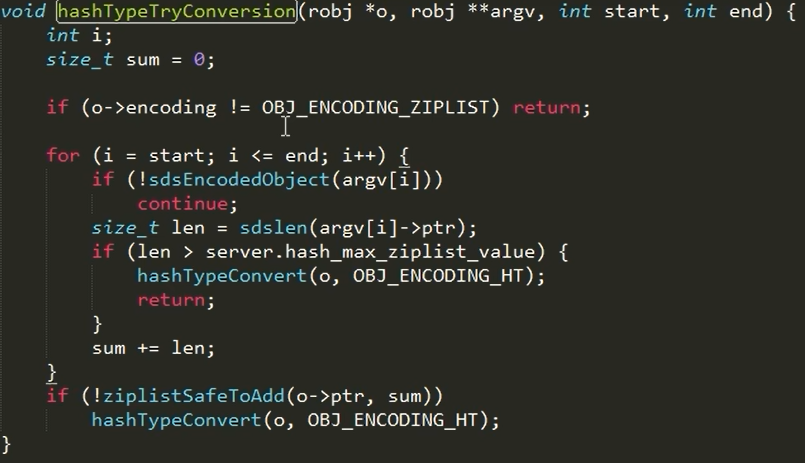 void hashTypeTryConversion(robj *o, robj **argv, int start, int end) {
    int i;
    size_t sum = 0;

    if (o->encoding != OBJ_ENCODING_ZIPLIST) return;

    for (i = start; i <= end; i++) {
        if (!sdsEncodedObject(argv[i]))
            continue;
        size_t len = sdslen(argv[i]->ptr);
        if (len > server.hash_max_ziplist_value) {
            hashTypeConvert(o, OBJ_ENCODING_HT);
            return;
        }
        sum += len;
    }
    if (!ziplistSafeToAdd(o->ptr, sum))
        hashTypeConvert(o, OBJ_ENCODING_HT);
}